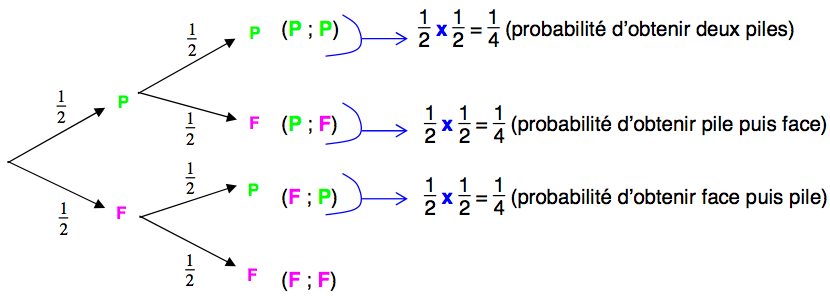 1/2 P (P ; P) 1/2 x 1/2 = 1/4 (probabilité d'obtenir deux piles)
1/2 P
1/2 F (P ; F) 1/2 x 1/2 = 1/4 (probabilité d'obtenir pile puis face)
1/2 P (F ; P) 1/2 x 1/2 = 1/4 (probabilité d'obtenir face puis pile)
1/2 F
1/2 F (F ; F)